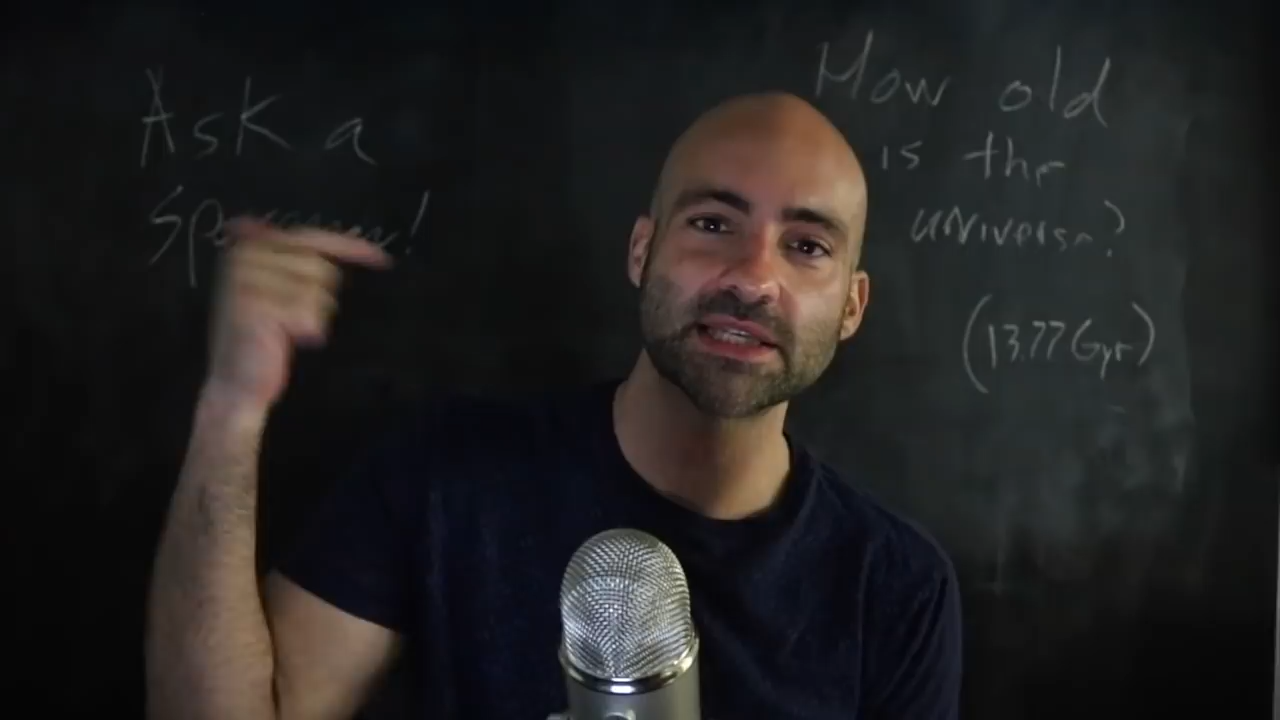 Ask a
How old
is the
universe?
(13.77 Gyr)